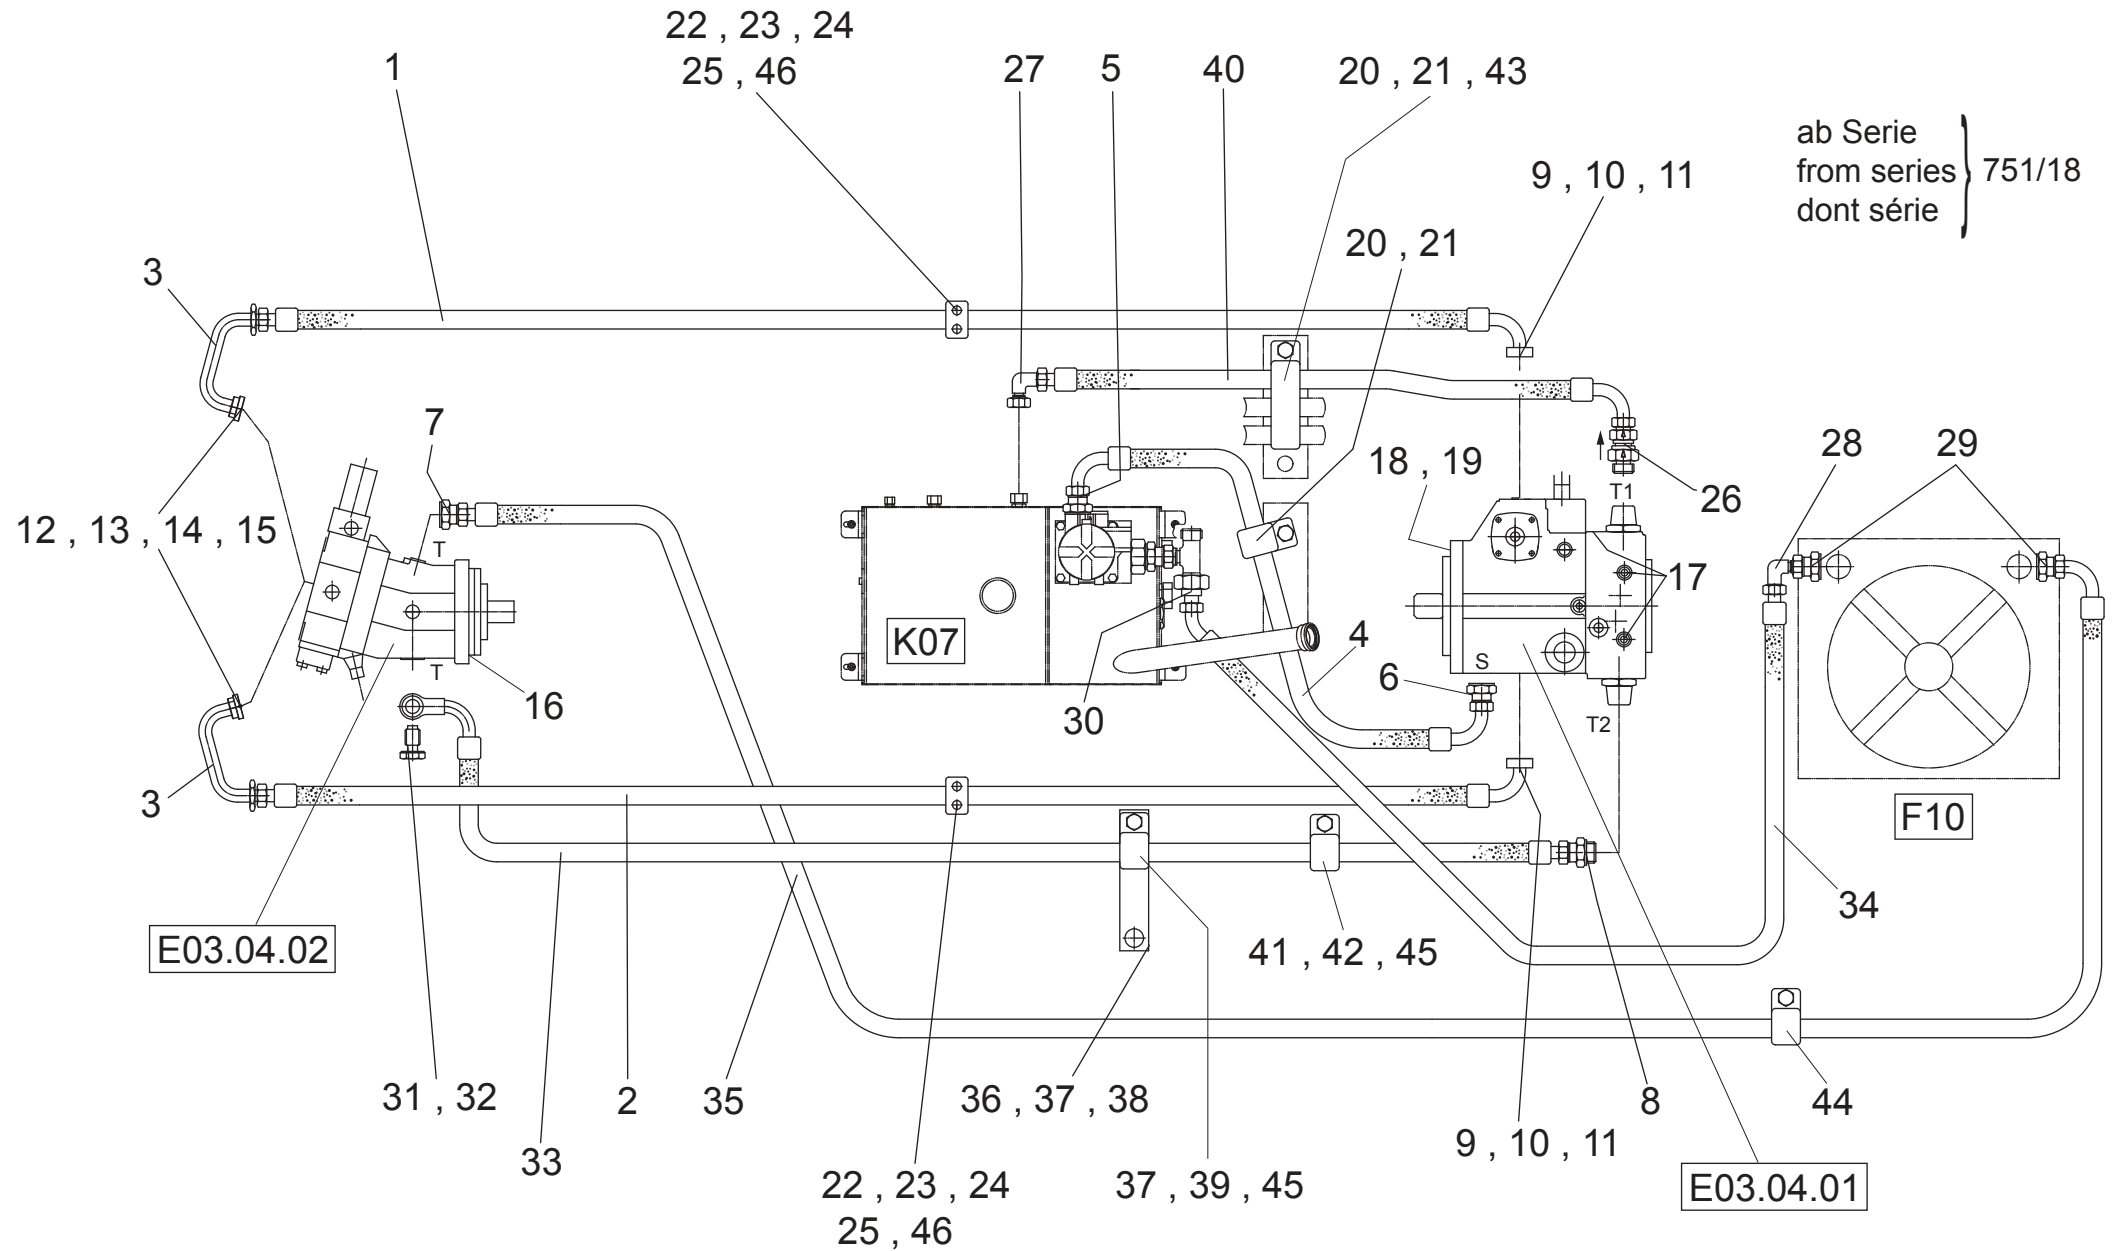 22 , 23 , 24
25 , 46
1
27
5
40
20 , 21 , 43
ab Serie
from series
dont série
751/18
9 , 10 , 11
20 , 21
3
7
18 , 19
28
29
T1
26
12 , 13 , 14 , 15
T
17
K07
4
S
6
T
16
30
T2
3
F10
34
E03.04.02
41 , 42 , 45
31 , 32
2
35
36 , 37 , 38
8
44
9 , 10 , 11
33
22 , 23 , 24
25 , 46
37 , 39 , 45
E03.04.01